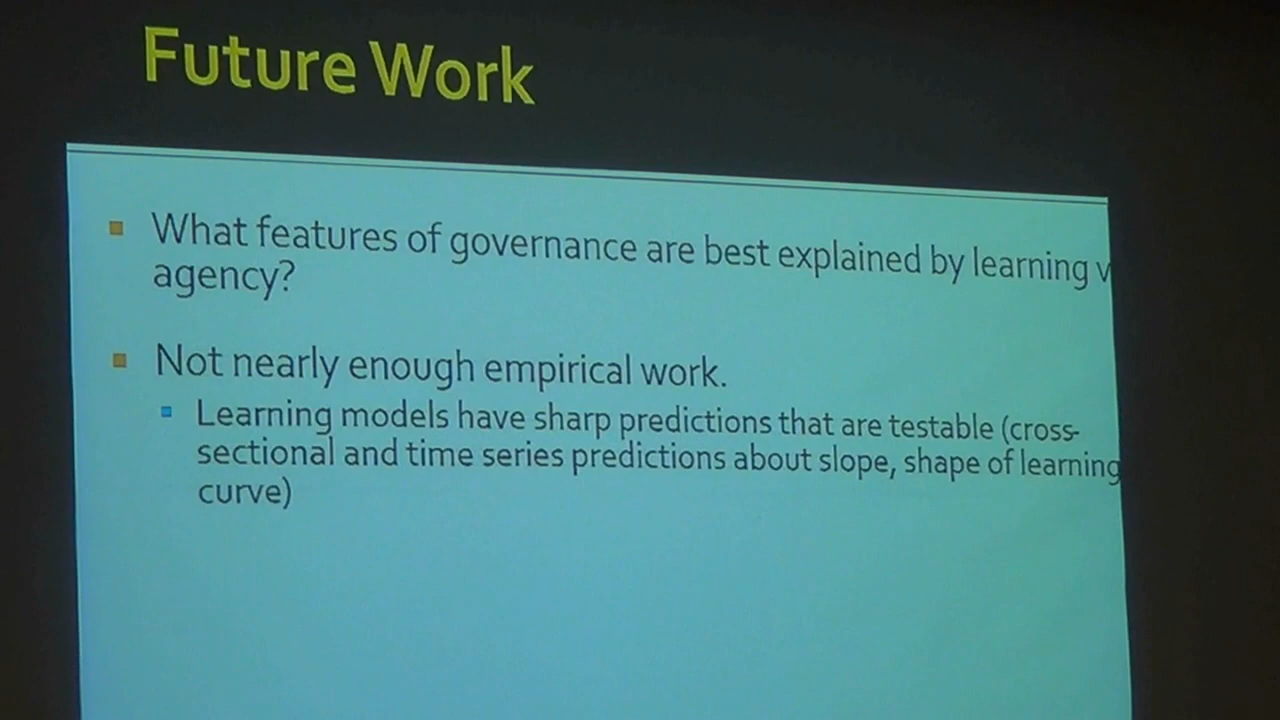 Future Work
What features of governance are best explained by learning
agency?
Not nearly enough empirical work.
Learning models have sharp predictions that are testable (cross-
sectional and time series predictions about slope, shape of learning
curve)